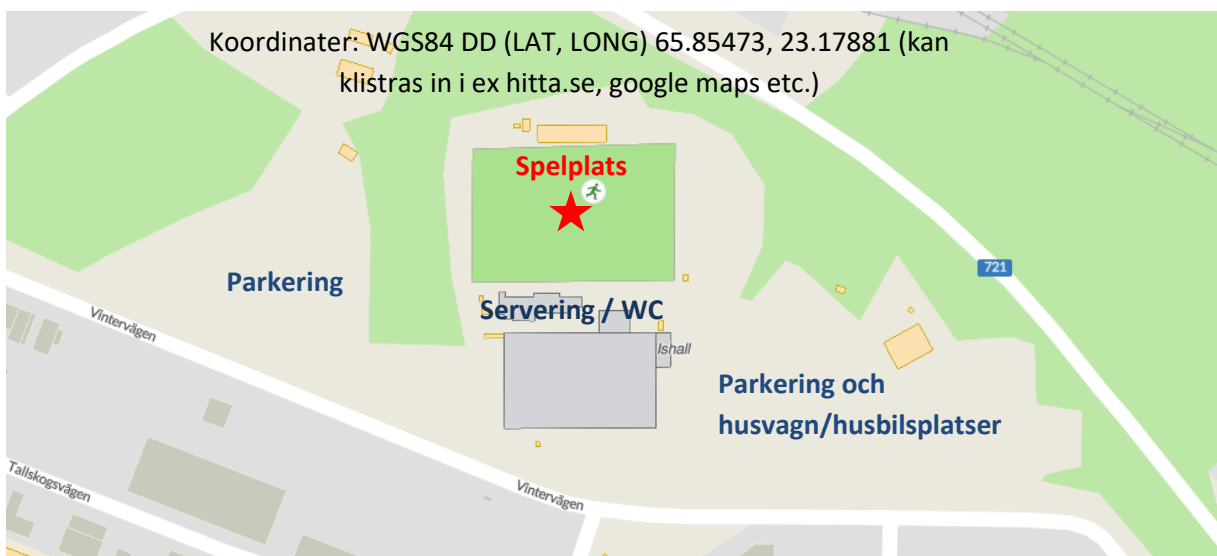 Koordinater: WGS84 DD (LAT, LONG) 65.85473, 23.17881 (kan
klistras in i ex hitta.se, google maps etc.)
Spelplats
721
Parkering
Servering / WC
Vintervägen
Ishall
Parkering och
husvagn/husbilsplatser
Tallskogsvägen
Vintervägen